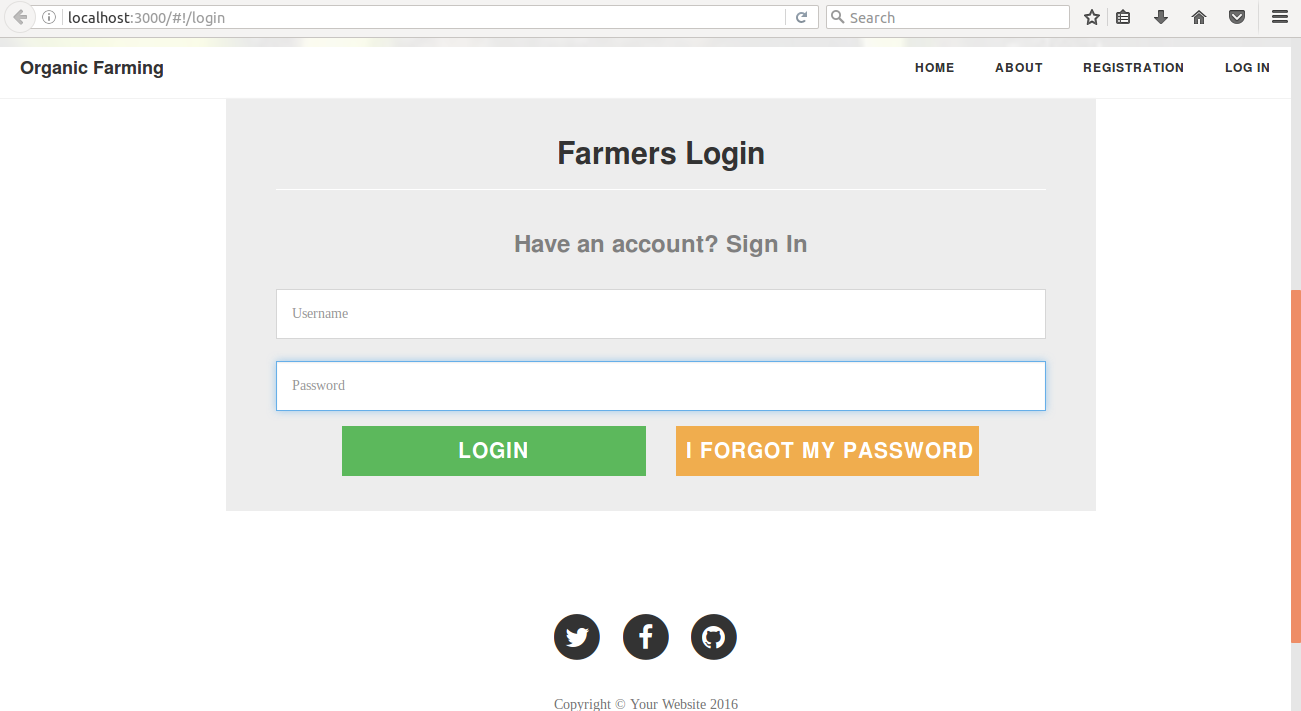 localhost:3000/#!/login
Search
Organic Farming
HOME ABOUT REGISTRATION LOG IN
Farmers Login
Have an account? Sign In
Username
Password
LOGIN I FORGOT MY PASSWORD
Copyright © Your Website 2016